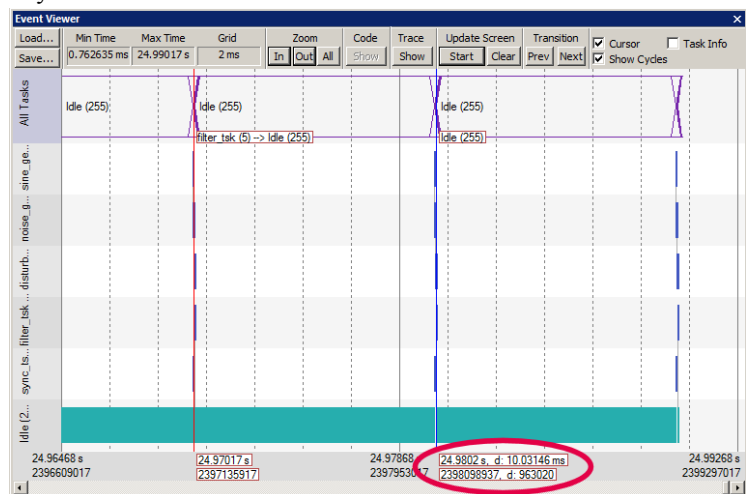 Event Viewer
Load... Min Time Max Time Grid Zoom Code Trace Update Screen Transition Cursor Task Info
Save... 0.762635 ms 24.99017 s 2 ms In Out All Show Show Start Clear Prev Next Show Cycles
All Tasks
Idle (255) Idle (255) Idle (255)
filter_tsk (5) --> Idle (255) Idle (255)
sine_ge...
noise_g...
disturb...
filter_tsk
sync_ts...
Idle (2...
24.96468 s 24.97017 s 24.97868 24.9802 s, d: 10.03146 ms 24.99268 s
2396609017 2397135917 2397953017 2398098937, d: 963020 2399297017